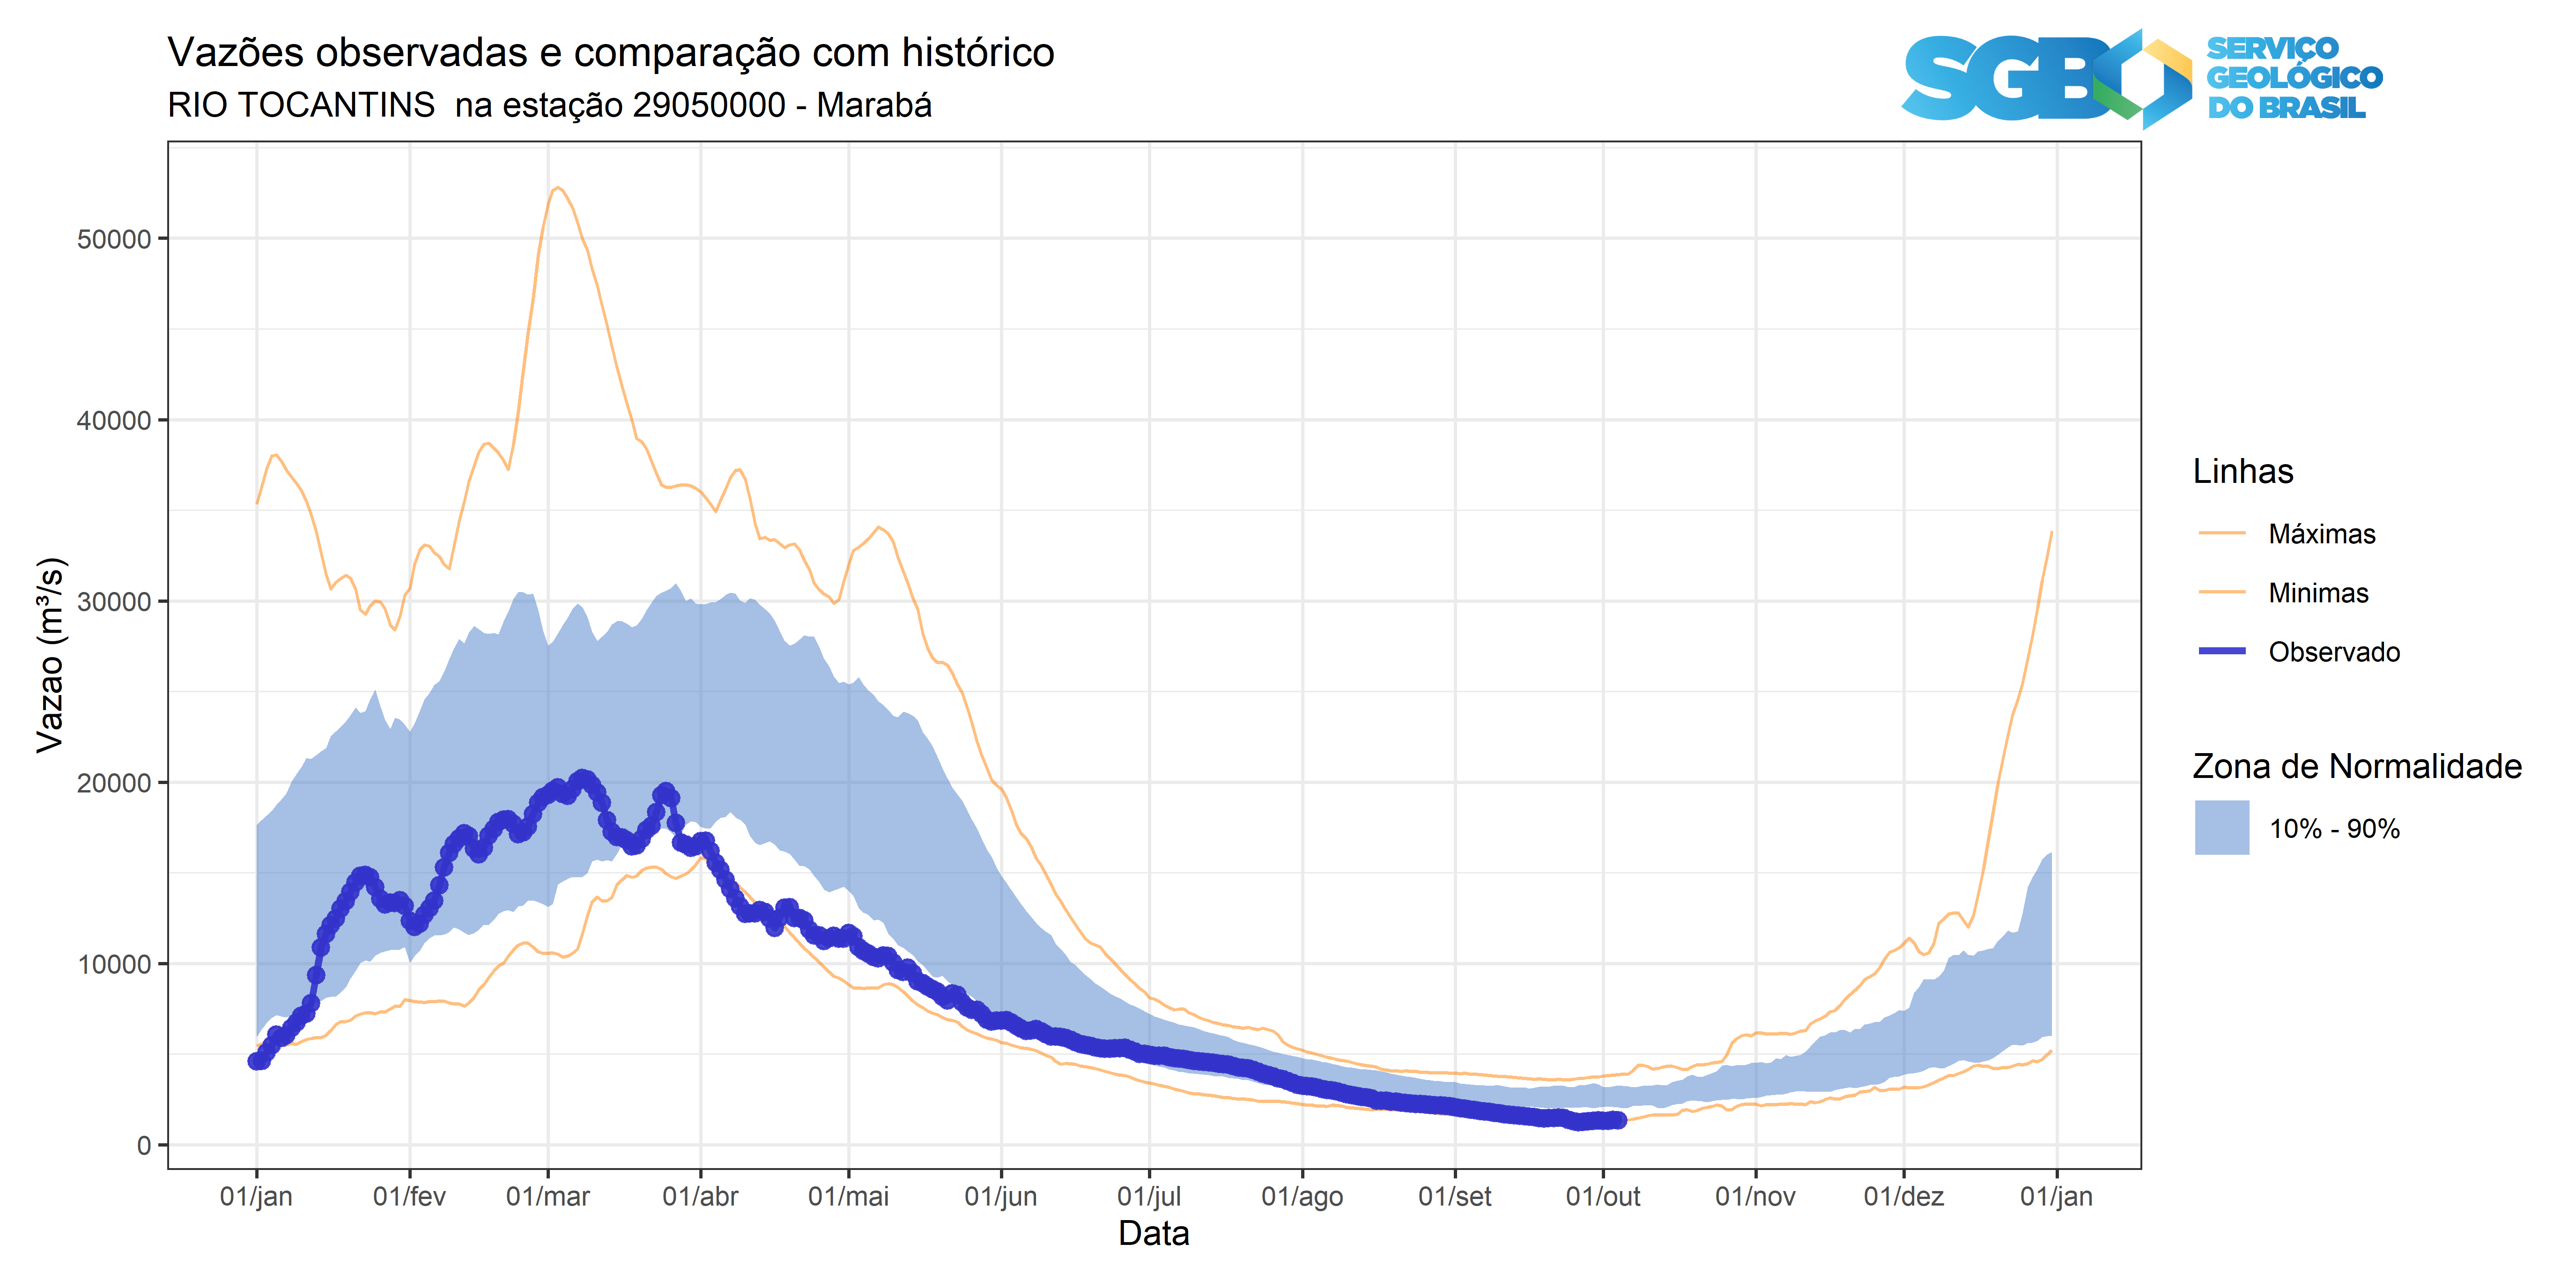 Vazões observadas e comparação com histórico
RIO TOCANTINS  na estação 29050000 - Marabá
SGB
SERVIÇO
GEOLÓGICO
DO BRASIL
Vazao (m³/s)
50000
40000
30000
20000
10000
0
01/jan
01/fev
01/mar
01/abr
01/mai
01/jun
01/jul
01/ago
01/set
01/out
01/nov
01/dez
01/jan
Data
Linhas
Máximas
Minimas
Observado
Zona de Normalidade
10% - 90%